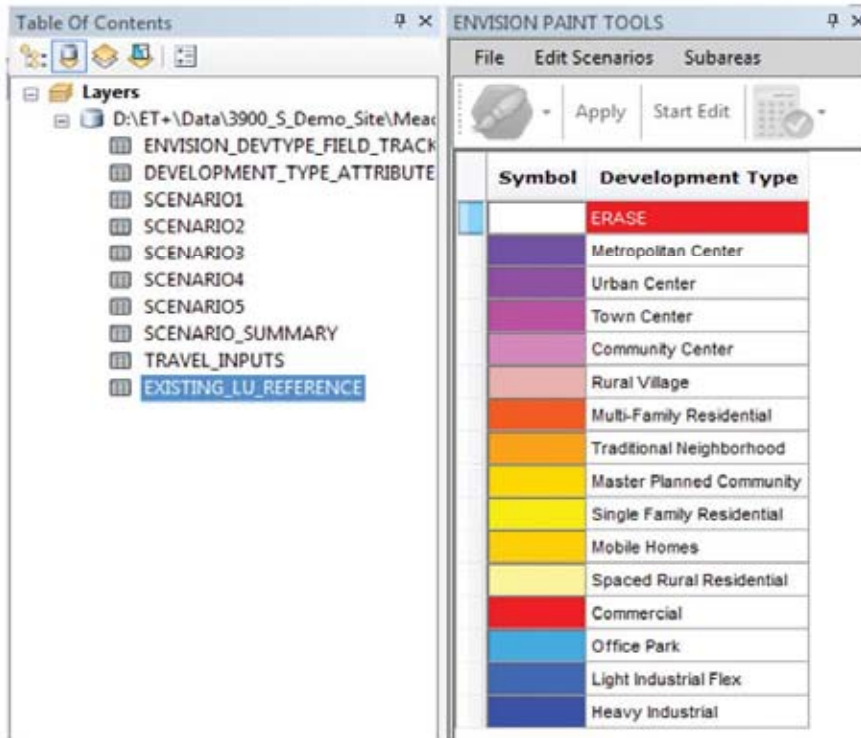 Table Of Contents
Layers
D:\ET+\Data\3900_S_Demo_Site\Meac
ENVISION_DEVTYPE_FIELD_TRACK
DEVELOPMENT_TYPE_ATTRIBUTE
SCENARIO1
SCENARIO2
SCENARIO3
SCENARIO4
SCENARIO5
SCENARIO_SUMMARY
TRAVEL_INPUTS
EXISTING_LU_REFERENCE
ENVISION PAINT TOOLS
File Edit Scenarios Subareas
Apply Start Edit
Symbol Development Type
ERASE
Metropolitan Center
Urban Center
Town Center
Community Center
Rural Village
Multi-Family Residential
Traditional Neighborhood
Master Planned Community
Single Family Residential
Mobile Homes
Spaced Rural Residential
Commercial
Office Park
Light Industrial Flex
Heavy Industrial